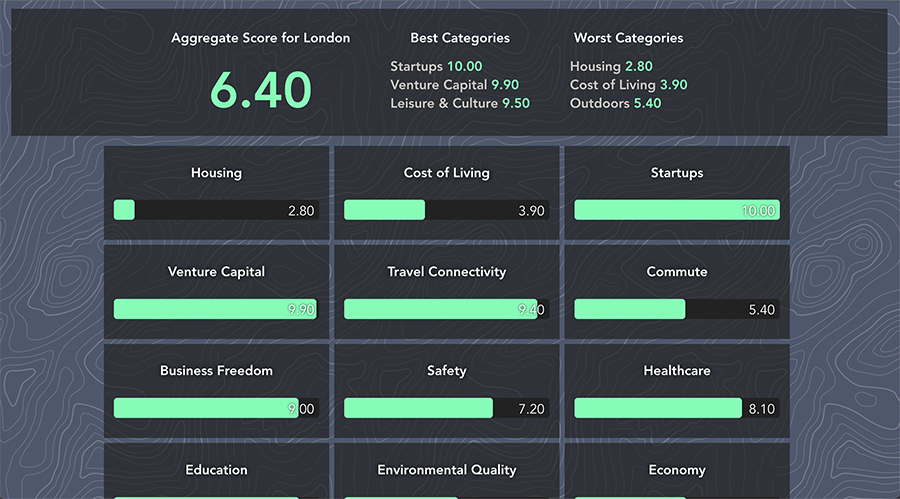 Aggregate Score for London
6.40
Best Categories
Startups 10.00
Venture Capital 9.90
Leisure & Culture 9.50
Worst Categories
Housing 2.80
Cost of Living 3.90
Outdoors 5.40
Housing
2.80
Cost of Living
3.90
Startups
10.00
Venture Capital
9.90
Travel Connectivity
9.40
Commute
5.40
Business Freedom
9.00
Safety
7.20
Healthcare
8.10
Education
Environmental Quality
Economy